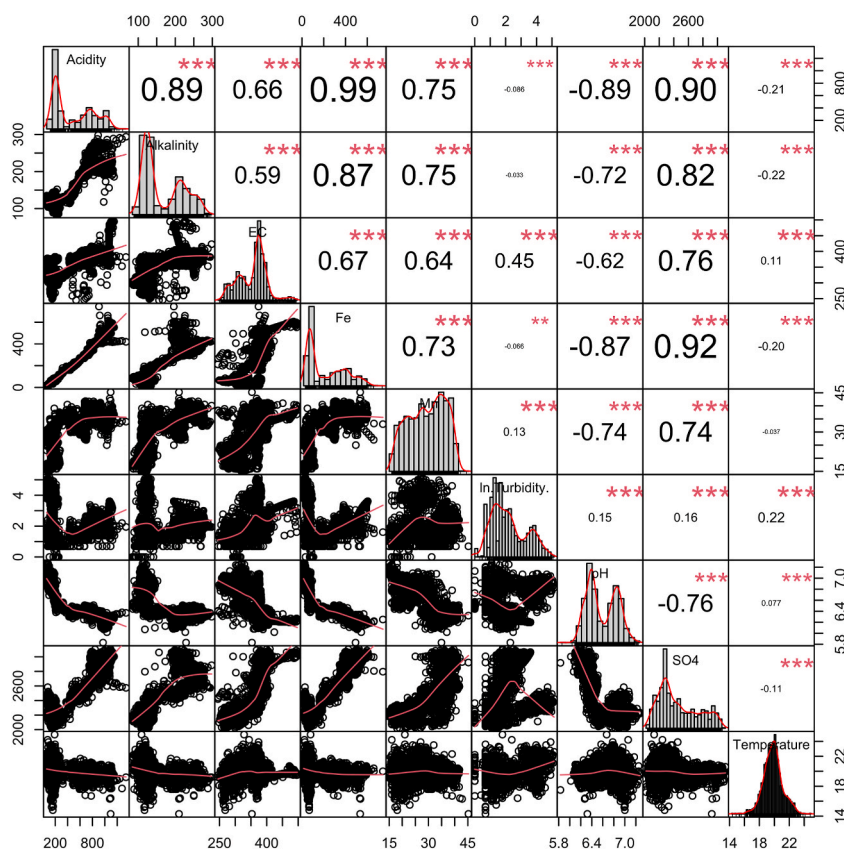 100 200 300 0 400 0 1 2 3 4 5 2000 2600
Acidity *** 0.89 *** 0.66 *** 0.99 *** 0.75 *** -0.086 *** -0.89 *** 0.90 *** -0.21 *** 200 800
100 200 300 Alkalinity *** 0.59 *** 0.87 *** 0.75 -0.033 *** -0.72 *** 0.82 *** -0.22
EC *** 0.67 *** 0.64 *** 0.45 *** -0.62 *** 0.76 *** 0.11 250 400
0 400 Fe *** 0.73 ** -0.066 *** -0.87 *** 0.92 *** -0.20
Mn *** 0.13 *** -0.74 *** 0.74 -0.037 15 30 45
0 2 4 ln.Turbidity. *** 0.15 *** 0.16 *** 0.22
pH *** -0.76 *** 0.077 5.8 6.4 7.0
2000 2600 SO4 *** -0.11
Temperature 14 18 22
200 800 250 400 15 30 45 5.8 6.4 7.0 14 18 22